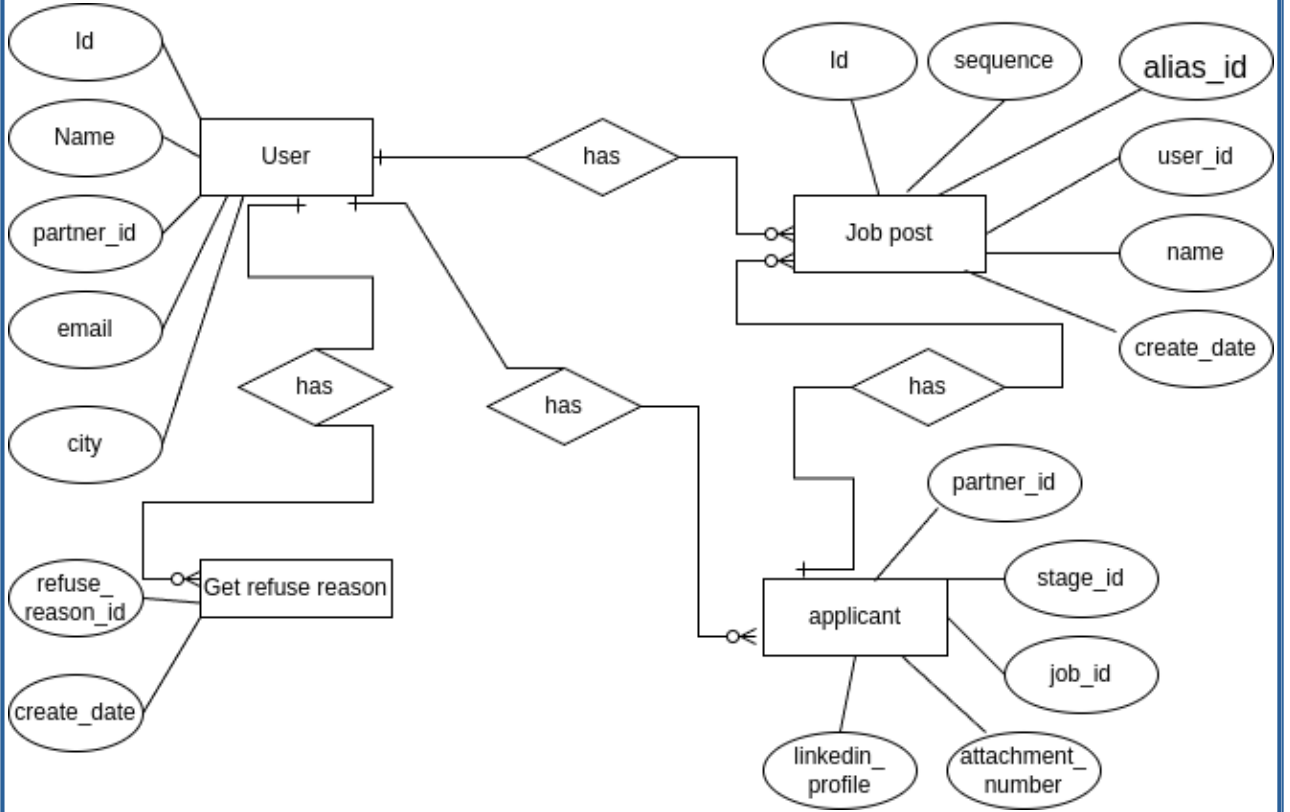 Id
Id
sequence
alias_id
Name
User
has
user_id
partner_id
Job post
name
email
create_date
has
has
has
city
partner_id
refuse_
reason_id
Get refuse reason
stage_id
applicant
job_id
create_date
linkedin_
profile
attachment_
number